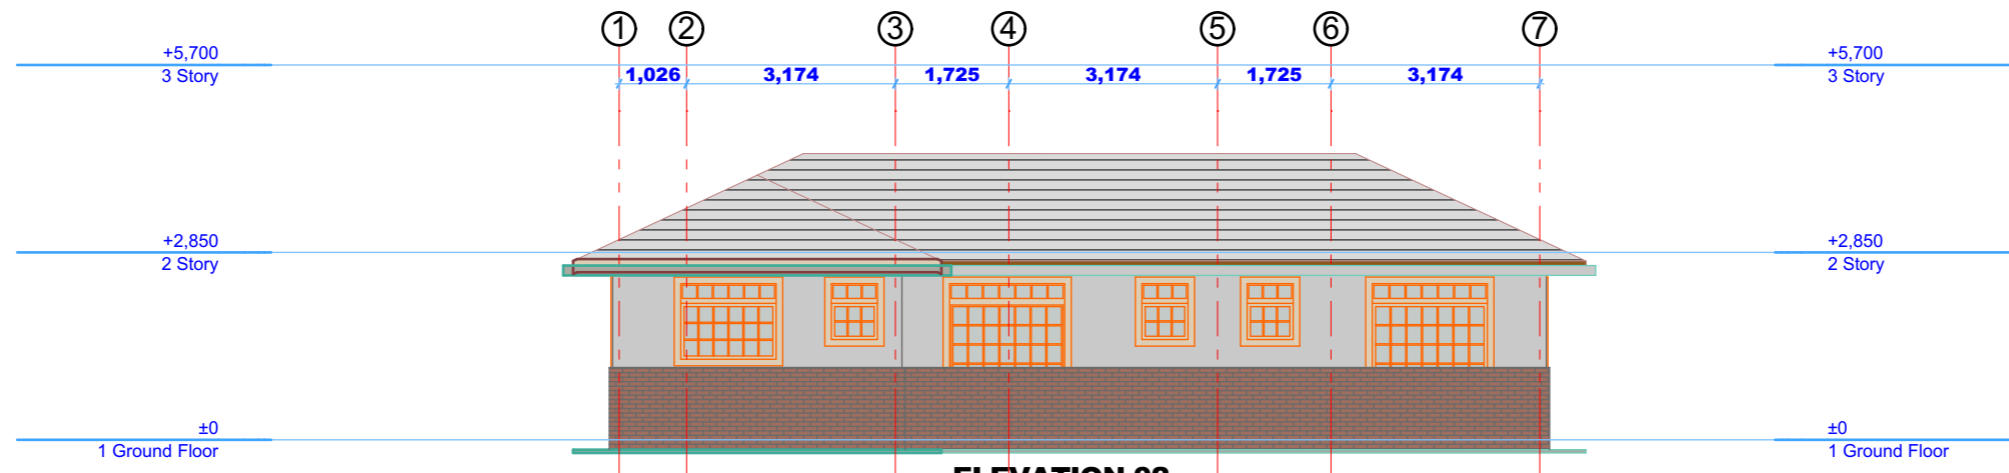 1 2 3 4 5 6 7
+5,700
3 Story
+5,700
3 Story
1,026 3,174 1,725 3,174 1,725 3,174
+2,850
2 Story
+2,850
2 Story
±0
1 Ground Floor
±0
1 Ground Floor